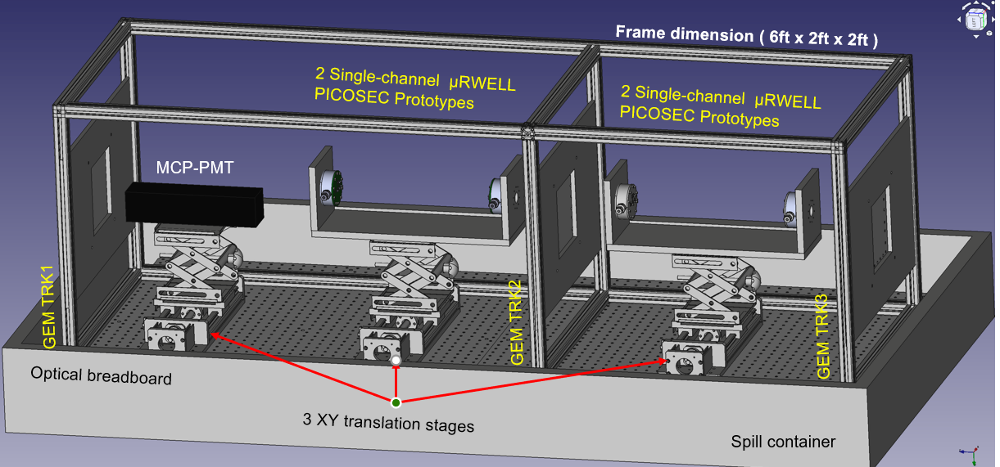 Frame dimension ( 6ft x 2ft x 2ft )
2 Single-channel µRWELL
PICOSEC Prototypes
2 Single-channel µRWELL
PICOSEC Prototypes
MCP-PMT
GEM TRK1
GEM TRK2
GEM TRK3
Optical breadboard
3 XY translation stages
Spill container